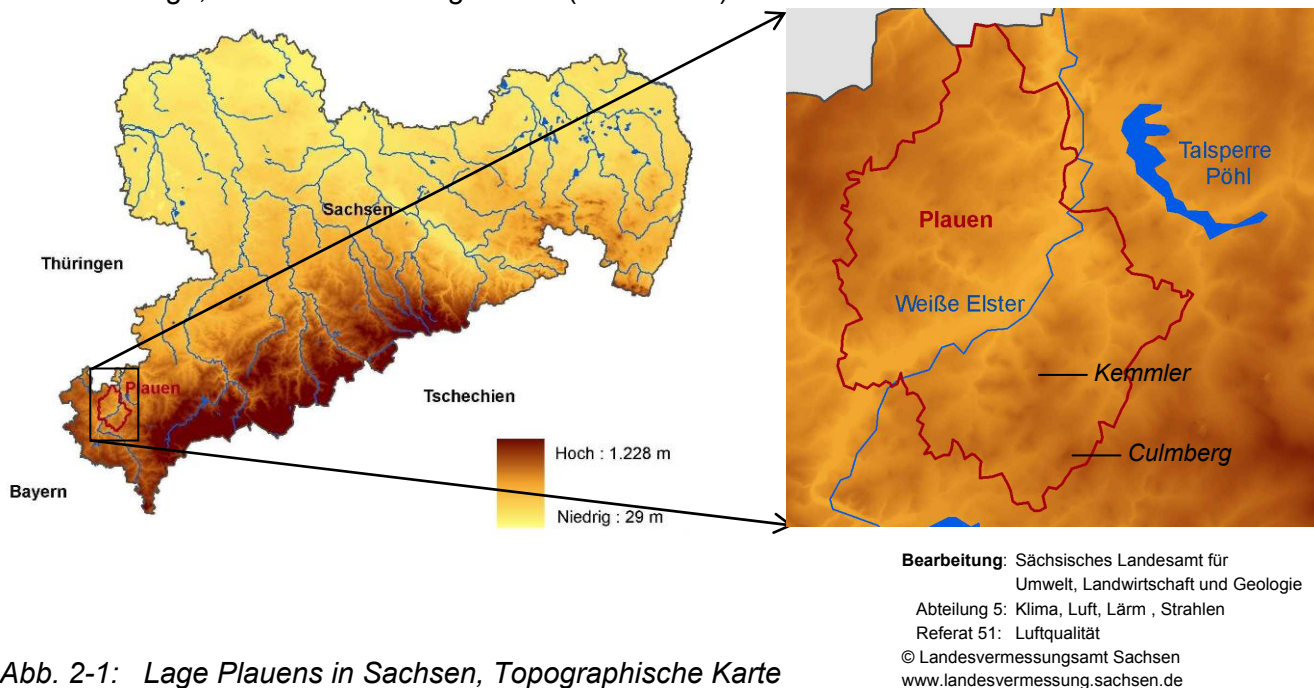 Sachsen
Thüringen
Plauen
Tschechien
Bayern
Hoch : 1.228 m
Niedrig : 29 m
Talsperre
Pöhl
Plauen
Weiße Elster
Kemmler
Culmberg
Bearbeitung: Sächsisches Landesamt für
Umwelt, Landwirtschaft und Geologie
Abteilung 5: Klima, Luft, Lärm , Strahlen
Referat 51: Luftqualität
© Landesvermessungsamt Sachsen
www.landesvermessung.sachsen.de
Abb. 2-1: Lage Plauens in Sachsen, Topographische Karte